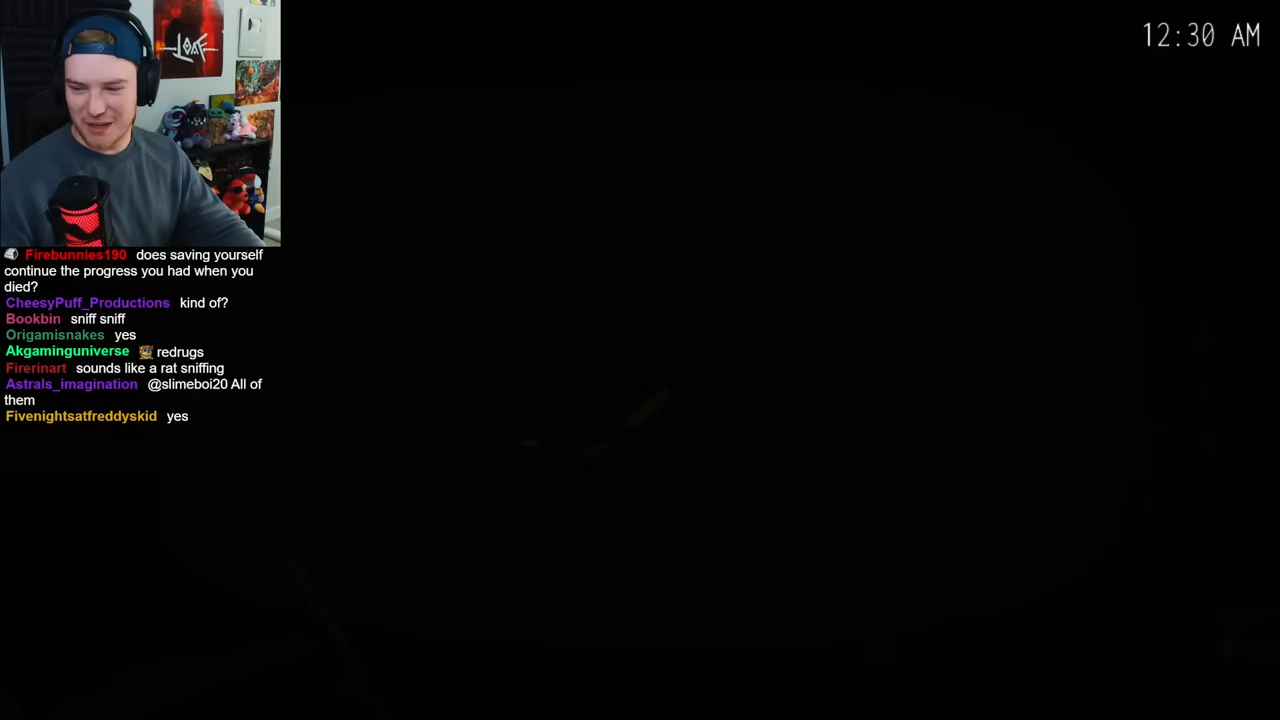 12:30 AM
LOAF
Firebunnies190 does saving yourself
continue the progress you had when you
died?
CheesyPuff_Productions kind of?
Bookbin sniff sniff
Origamisnakes yes
Akgaminguniverse redrugs
Firerinart sounds like a rat sniffing
Astrals_imagination @slimeboi20 All of
them
Fivenightsatfreddyskid yes